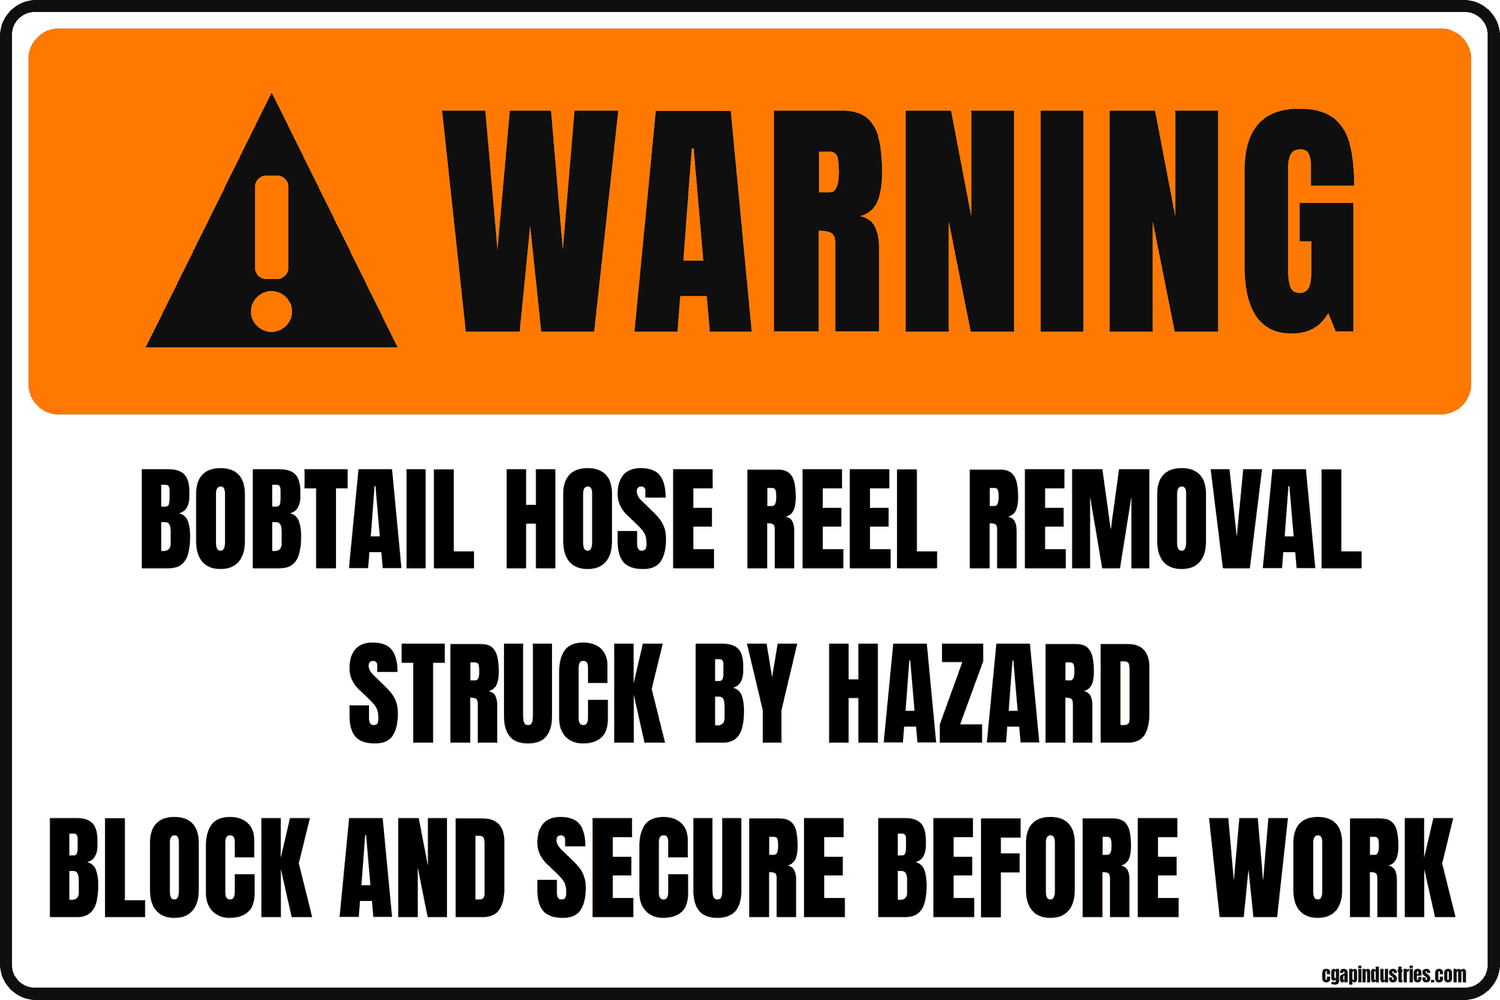 WARNING
BOBTAIL HOSE REEL REMOVAL
STRUCK BY HAZARD
BLOCK AND SECURE BEFORE WORK
cgapindustries.com